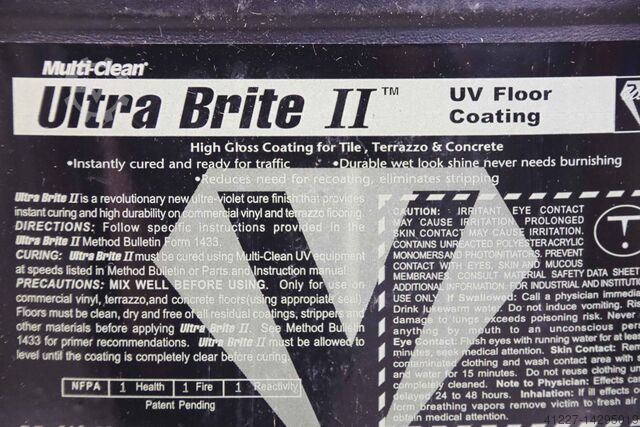 Multi-Clean®
Ultra Brite II™
UV Floor
Coating
High Gloss Coating for Tile, Terrazzo & Concrete
•Instantly cured and ready for traffic •Durable wet look shine never needs burnishing
•Reduces need for recoating, eliminates stripping
Ultra Brite II is a revolutionary new ultra-violet cure finish that provides
instant curing and high durability on commercial vinyl and terrazzo flooring.
DIRECTIONS: Follow specific instructions provided in the
Ultra Brite II Method Bulletin Form 1433.
CURING: Ultra Brite II must be cured using Multi-Clean UV equipment
at speeds listed in Method Bulletin or Parts and Instruction manual.
PRECAUTIONS: MIX WELL BEFORE USING. Only for use on
commercial vinyl, terrazzo, and concrete floors (using appropiate seal).
Floors must be clean, dry and free of oil residual coatings, strippers and
other materials before applying Ultra Brite II. See Method Bulletin
1433 for primer recommendations. Ultra Brite II must be allowed to
level until the coating is completely clear before curing.
NFPA 1 Health 1 Fire 1 Reactivity
Patent Pending
CAUTION: IRRITANT. EYE CONTACT
MAY CAUSE IRRITATION. PROLONGED
SKIN CONTACT MAY CAUSE IRRITATION.
CONTAINS UNREACTED POLYESTER ACRYLIC
MONOMERS AND PHOTOINITIATORS. PREVENT
CONTACT WITH EYES, SKIN AND MUCOUS
MEMBRANES. CONSULT MATERIAL SAFETY DATA SHEET
ADDITIONAL INFORMATION. FOR INDUSTRIAL AND INSTITUTI
USE ONLY. If Swallowed: Call a physician immedi
Drink lukewarm water. Do not induce vomiting. Ris
damage to lungs exceeds poisoning risk. Never
anything by mouth to an unconscious per
Eye Contact: Flush eyes with running water for at leas
minutes, seek medical attention. Skin Contact: Rem
contaminated clothing and wash contact area with s
and water for 15 minutes. Do not reuse clothing un
completely cleaned. Note to Physician: Effects ca
delayed 24 to 48 hours. Inhalation: If ill effects o
form breathing vapors remove victim to fresh air
obtain medical attention.
41227-14295019